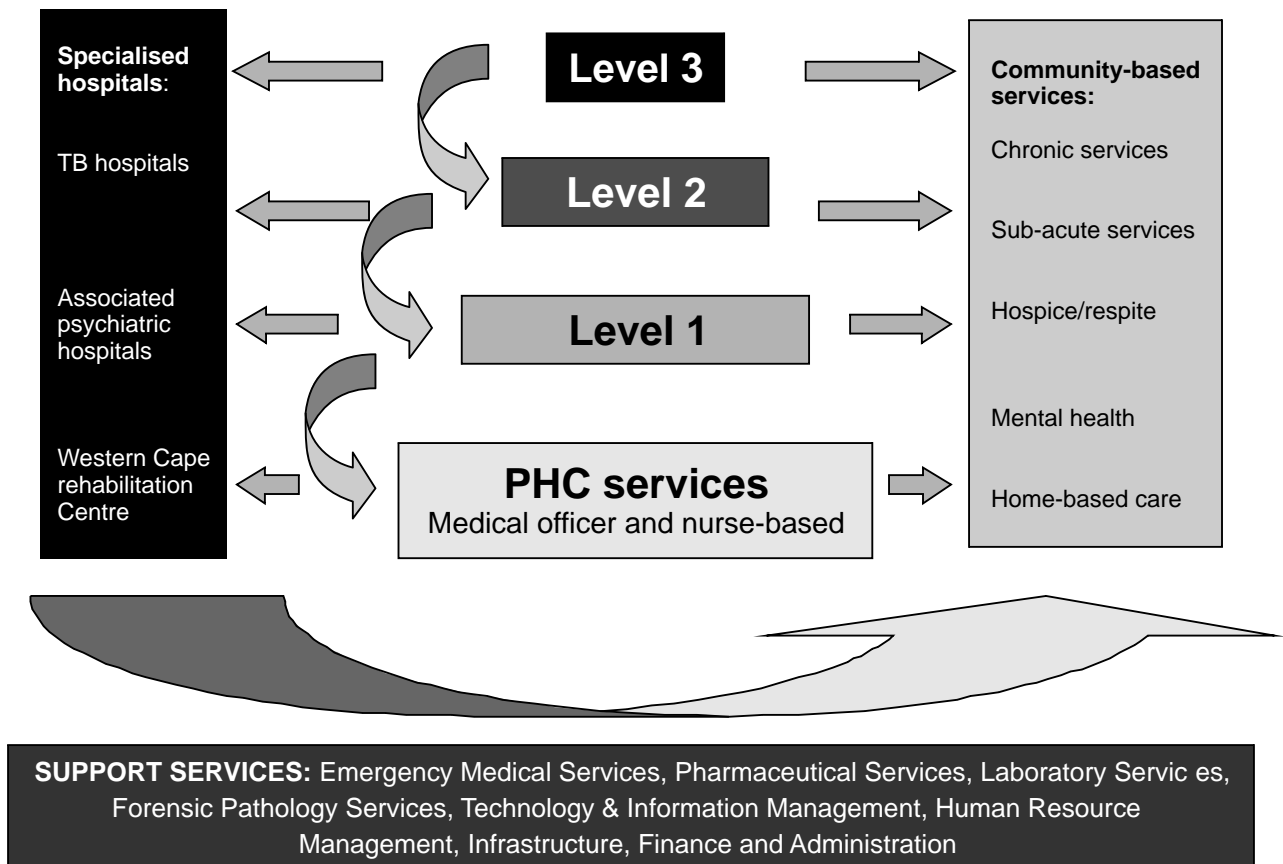 Specialised
hospitals:
TB hospitals
Associated
psychiatric
hospitals
Western Cape
rehabilitation
Centre
Level 3
Level 2
Level 1
PHC services
Medical officer and nurse-based
Community-based
services:
Chronic services
Sub-acute services
Hospice/respite
Mental health
Home-based care
SUPPORT SERVICES: Emergency Medical Services, Pharmaceutical Services, Laboratory Servic es,
Forensic Pathology Services, Technology & Information Management, Human Resource
Management, Infrastructure, Finance and Administration